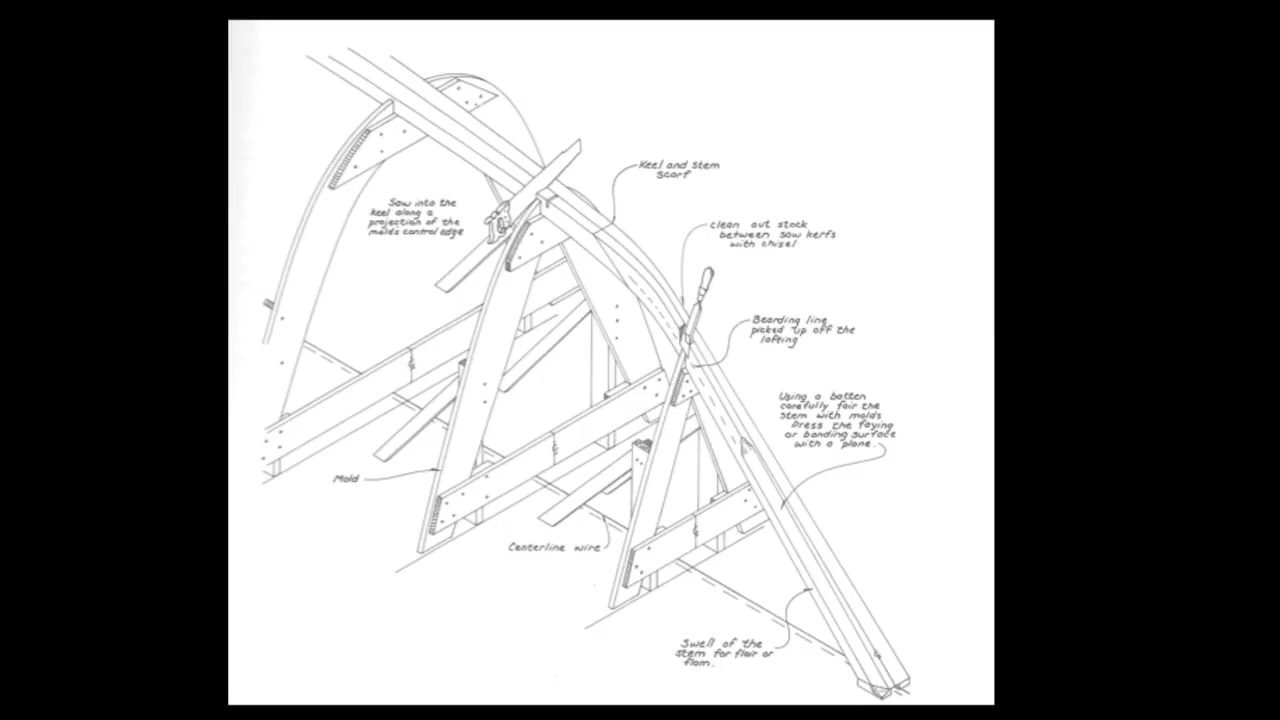 Keel and stem
scarf
Saw into the
keel along a
projection of the
molds control edge
clean out stock
between saw kerfs
with chisel
Bearding line
picked up off the
lofting
Using a batten
carefully fair the
stem with molds
Dress the faying
or bonding surface
with a plane.
Mold
Centerline wire
Swell of the
stem for flair or
flam.